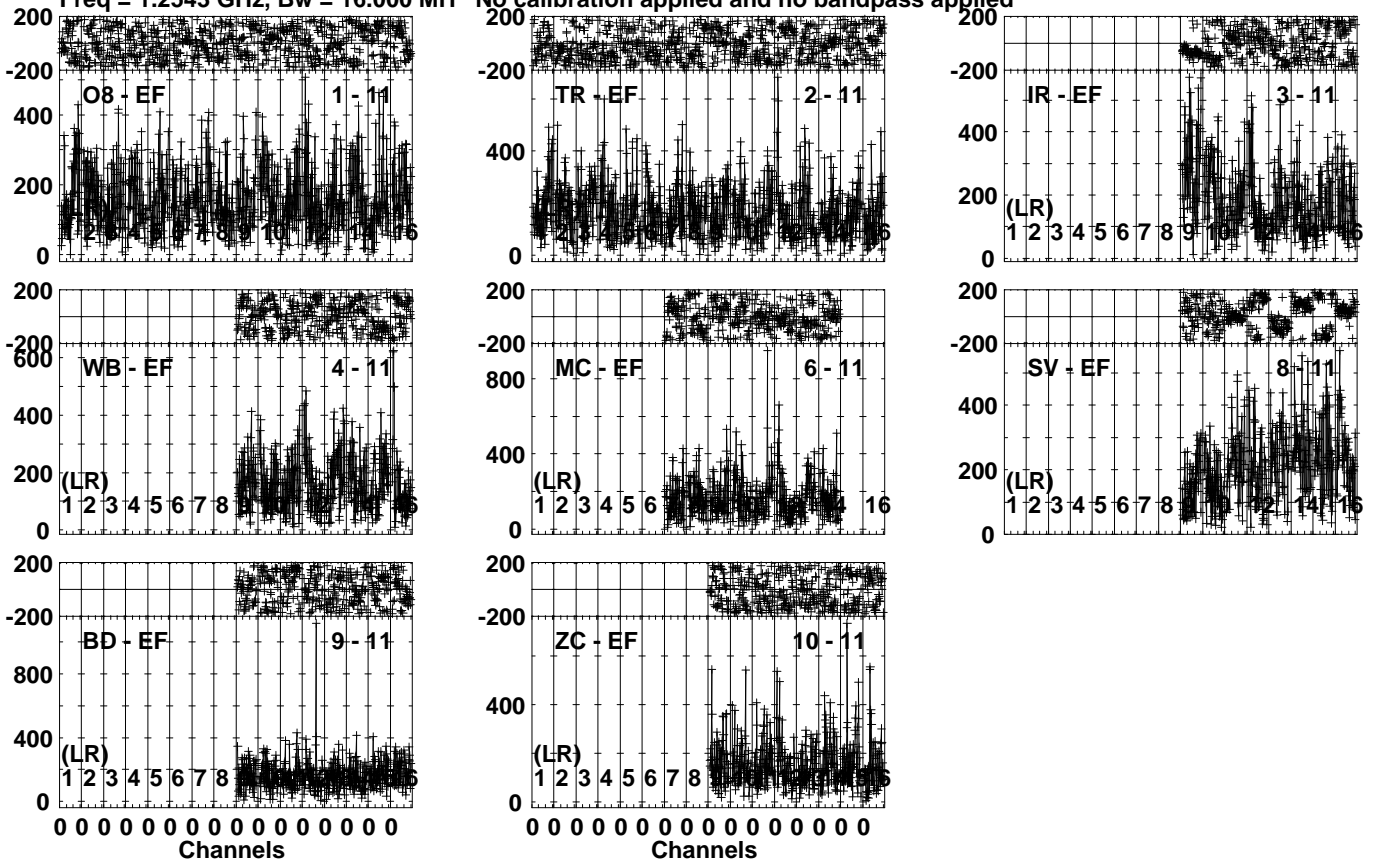 Freq = 1.2543 GHz, Bw = 16.000 MH No calibration applied and no bandpass applied
200 200 200
-200 -200 -200
O8 - EF 1 - 11 TR - EF 2 - 11 IR - EF 3 - 11
400 400 400
200 200
(LR)
1 2 3 4 5 6 7 8 9 10 12 14 16
0 0 0
200 200 200
-200 -200 -200
600
WB - EF 4 - 11 MC - EF 6 - 11 SV - EF 8 - 11
800
400 400 400
200 200
(LR) (LR) (LR)
1 2 3 4 5 6 7 8 1 2 3 4 5 6 16 1 2 3 4 5 6 7 8 12 14 16
0 0 0
200 200
-200 -200
BD - EF 9 - 11 ZC - EF 10 - 11
800
400 400
(LR) (LR)
1 2 3 4 5 6 7 8 1 2 3 4 5 6 7 8
0 0
0 0 0 0 0 0 0 0 0 0 0 0 0 0 0 0 0 0 0 0 0 0 0 0 0 0 0 0 0 0 0 0
Channels Channels